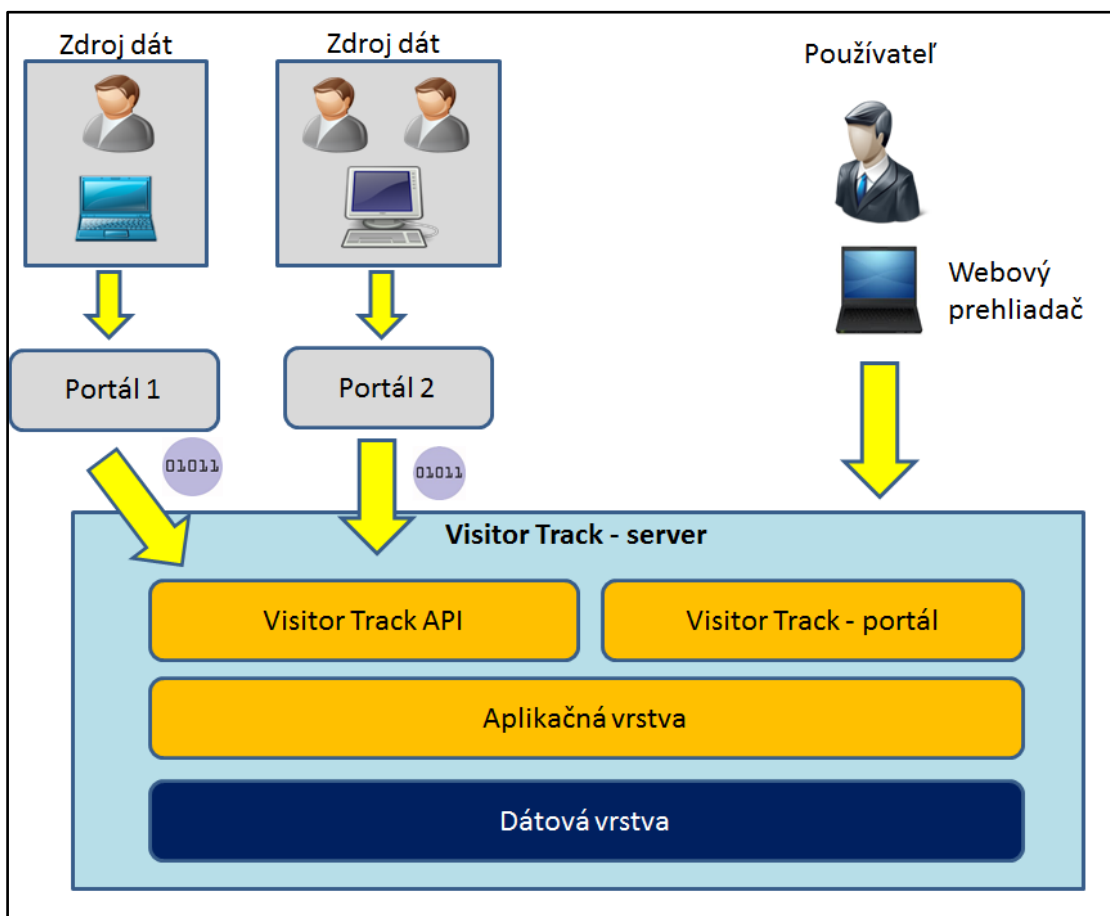 Zdroj dát
Zdroj dát
Používateľ
Webový
prehliadač
Portál 1
Portál 2
01011
01011
Visitor Track - server
Visitor Track API
Visitor Track - portál
Aplikačná vrstva
Dátová vrstva